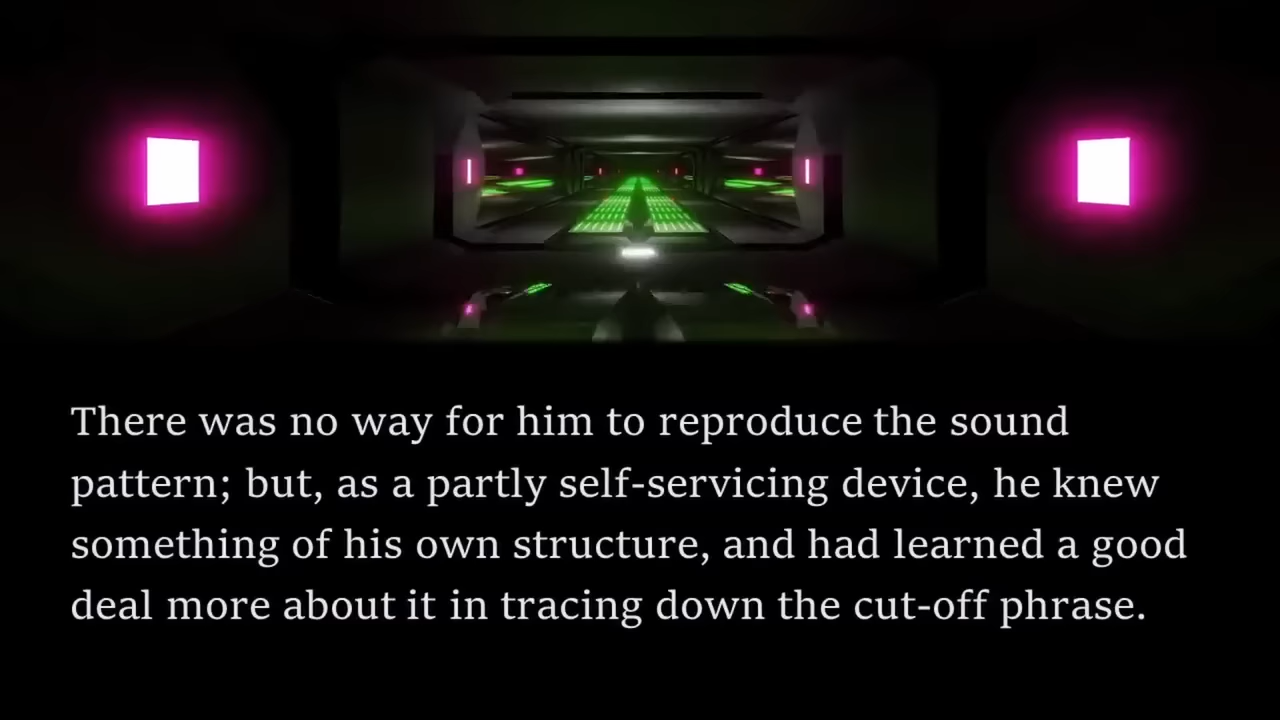 There was no way for him to reproduce the sound
pattern; but, as a partly self-servicing device, he knew
something of his own structure, and had learned a good
deal more about it in tracing down the cut-off phrase.